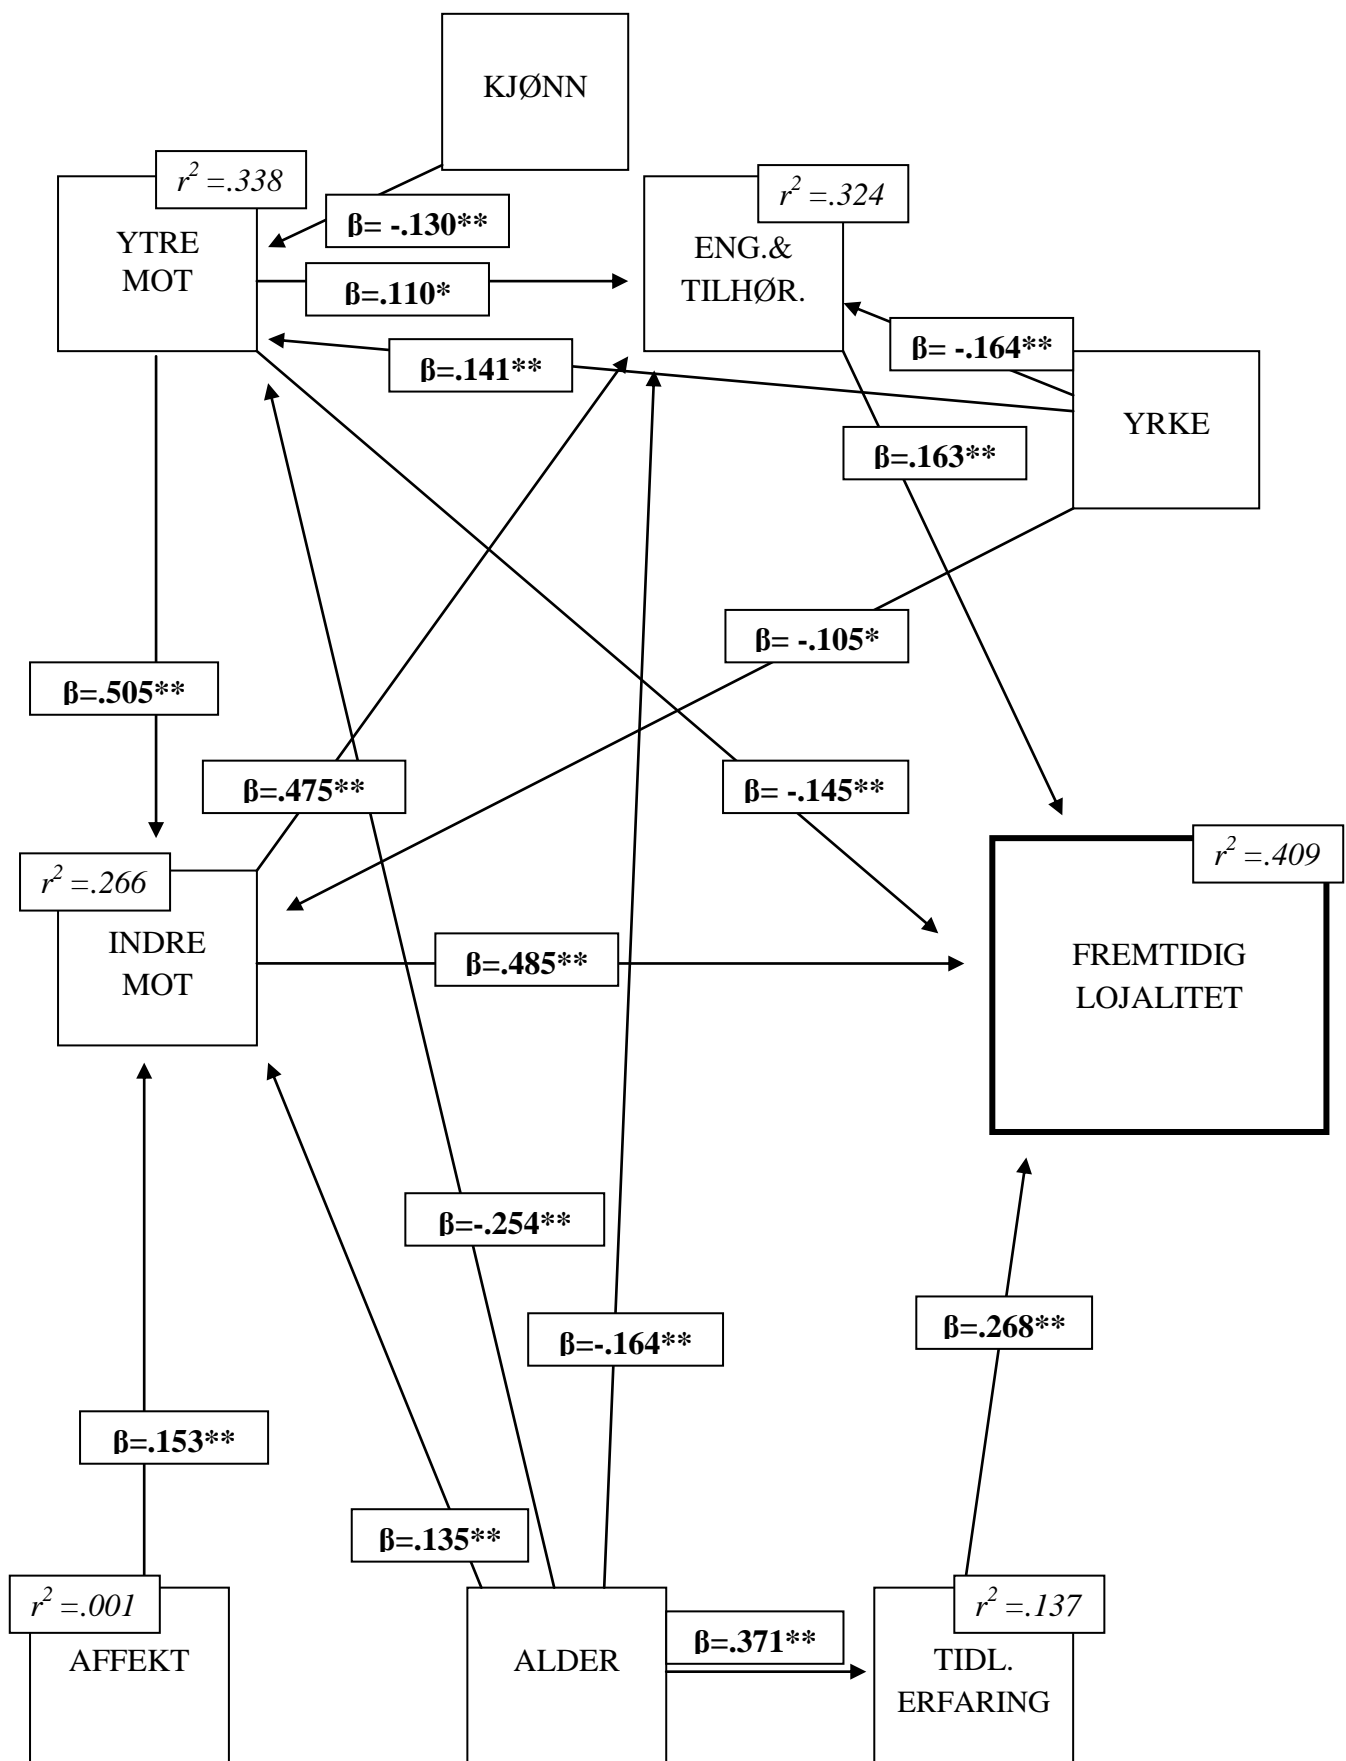 KJØNN
r² =.338
r² =.324
YTRE
MOT
β= -.130**
ENG.&
TILHØR.
β=.110*
β= -.164**
β=.141**
YRKE
β=.163**
β= -.105*
β=.505**
β=.475**
β= -.145**
r² =.409
r² =.266
INDRE
MOT
β=.485**
FREMTIDIG
LOJALITET
β=-.254**
β=-.164**
β=.268**
β=.153**
β=.135**
r² =.001
r² =.137
AFFEKT
ALDER
β=.371**
TIDL.
ERFARING